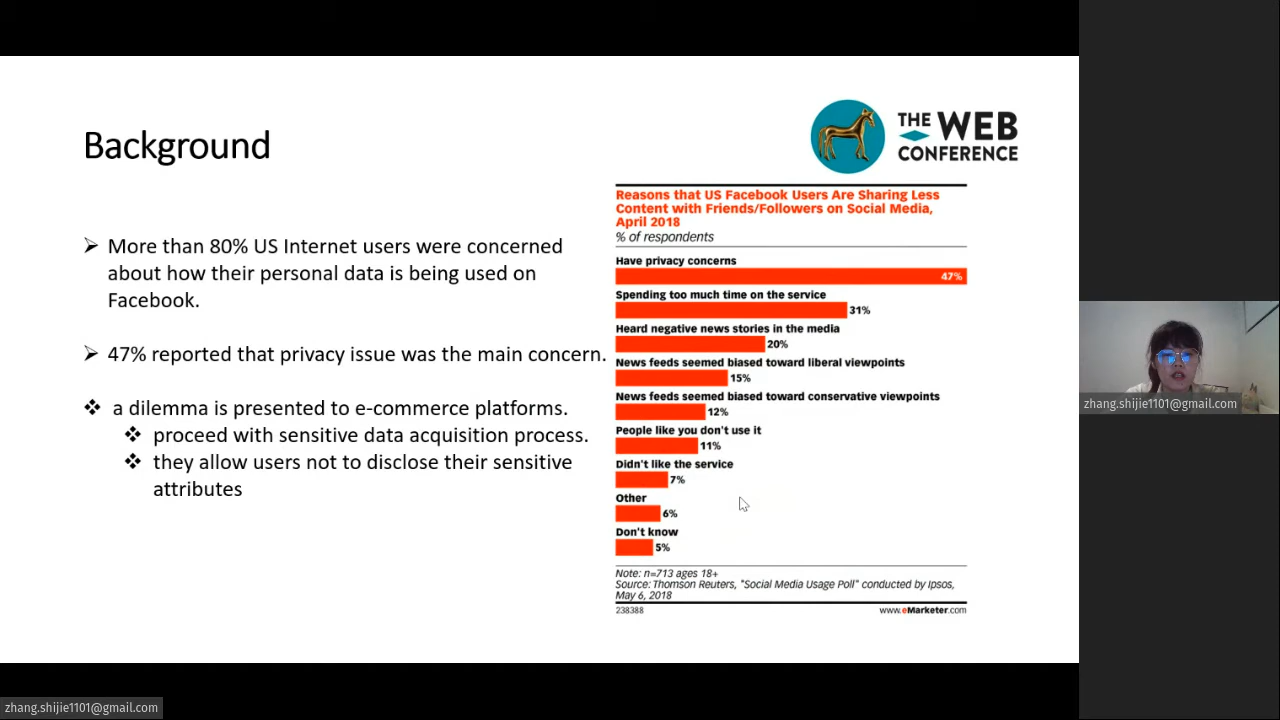 Background
THE WEB
CONFERENCE
➢ More than 80% US Internet users were concerned
about how their personal data is being used on
Facebook.
➢ 47% reported that privacy issue was the main concern.
❖ a dilemma is presented to e-commerce platforms.
❖ proceed with sensitive data acquisition process.
❖ they allow users not to disclose their sensitive
attributes
Reasons that US Facebook Users Are Sharing Less
Content with Friends/Followers on Social Media,
April 2018
% of respondents
Have privacy concerns
47%
Spending too much time on the service
31%
Heard negative news stories in the media
20%
News feeds seemed biased toward liberal viewpoints
15%
News feeds seemed biased toward conservative viewpoints
12%
People like you don't use it
11%
Didn't like the service
7%
Other
6%
Don't know
5%
Note: n=713 ages 18+
Source: Thomson Reuters, "Social Media Usage Poll" conducted by Ipsos,
May 6, 2018
238388 www.eMarketer.com
zhang.shijie1101@gmail.com
zhang.shijie1101@gmail.com